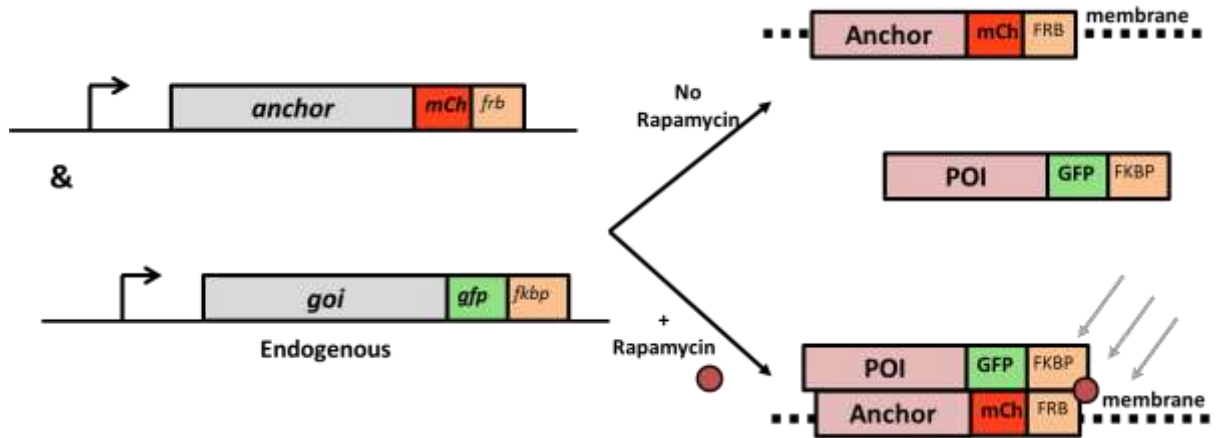 anchor mCh frb
&
goi gfp fkbp
Endogenous
No
Rapamycin
+
Rapamycin
Anchor mCh FRB
membrane
POI GFP FKBP
POI GFP FKBP
Anchor mCh FRB
membrane